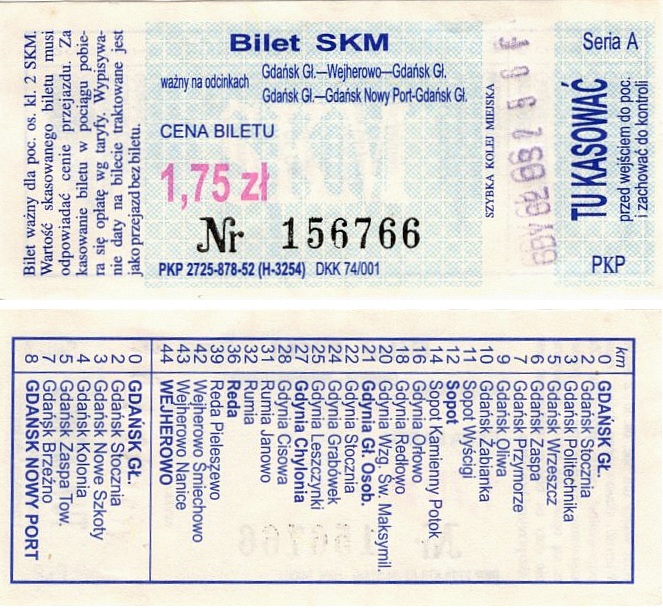 Bilet ważny dla poc. os. kl. 2 SKM.
Wartość skasowanego biletu musi
odpowiadać cenie przejazdu. Za
kasowanie biletu w pociągu pobie-
ra się opłatę wg taryfy. Wypisywa-
nie daty na bilecie traktowane jest
jako przejazd bez biletu.
Bilet SKM
ważny na odcinkach
Gdańsk Gł.—Wejherowo—Gdańsk Gł.
Gdańsk Gł.—Gdańsk Nowy Port-Gdańsk Gł.
CENA BILETU
1,75 zł
Nr 156766
PKP 2725-878-52 (H-3254) DKK 74/001
SZYBKA KOLEJ MIEJSKA
Seria A
TU KASOWAĆ
przed wejściem do poc.
i zachować do kontroli
PKP
km
0 GDAŃSK GŁ.
2 Gdańsk Stocznia
3 Gdańsk Politechnika
5 Gdańsk Wrzeszcz
6 Gdańsk Zaspa
7 Gdańsk Przymorze
9 Gdańsk Oliwa
10 Gdańsk Żabianka
11 Sopot Wyścigi
12 Sopot
14 Sopot Kamienny Potok
16 Gdynia Orłowo
18 Gdynia Redłowo
20 Gdynia Wzg. Św. Maksymil.
21 Gdynia Gł. Osob.
22 Gdynia Stocznia
24 Gdynia Grabówek
25 Gdynia Leszczynki
27 Gdynia Chylonia
28 Gdynia Cisowa
31 Rumia Janowo
32 Rumia
36 Reda
39 Reda Pieleszewo
42 Wejherowo Śmiechowo
43 Wejherowo Nanice
44 WEJHEROWO
0 GDAŃSK GŁ.
2 Gdańsk Stocznia
3 Gdańsk Nowe Szkoty
4 Gdańsk Kolonia
5 Gdańsk Zaspa Tow.
7 Gdańsk Brzeźno
8 GDAŃSK NOWY PORT